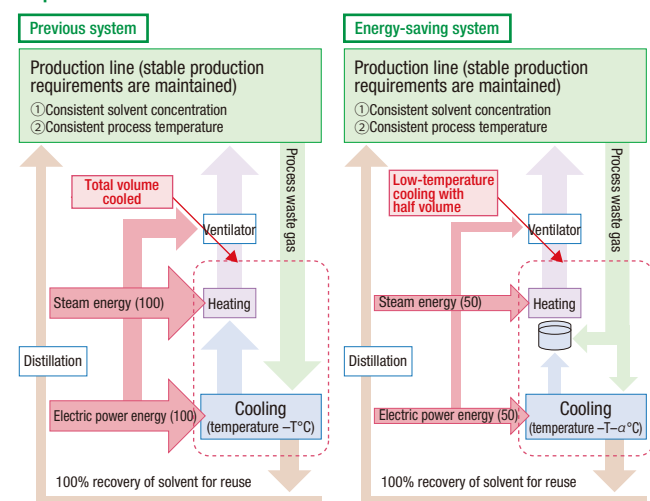 Previous system
Production line (stable production
requirements are maintained)
①Consistent solvent concentration
②Consistent process temperature
Total volume
cooled
Process waste gas
Ventilator
Steam energy (100)
Heating
Distillation
Electric power energy (100)
Cooling
(temperature –T°C)
100% recovery of solvent for reuse
Energy-saving system
Production line (stable production
requirements are maintained)
①Consistent solvent concentration
②Consistent process temperature
Low-temperature
cooling with
half volume
Process waste gas
Ventilator
Steam energy (50)
Heating
Distillation
Electric power energy (50)
Cooling
(temperature –T–α°C)
100% recovery of solvent for reuse